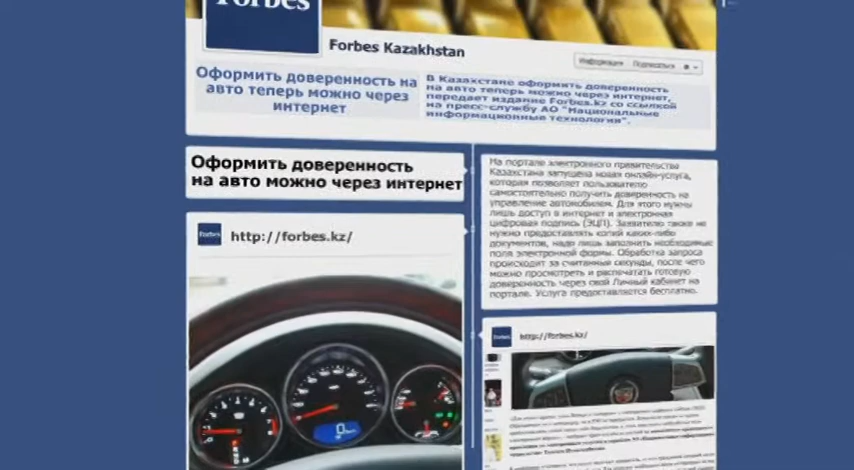 Forbes
Forbes Kazakhstan
Информация Подписаться
Оформить доверенность на
авто теперь можно через
интернет
В Казахстане оформить доверенность
на авто теперь можно через интернет,
передает издание Forbes.kz со ссылкой
на пресс-службу АО "Национальные
информационные технологии".
Оформить доверенность
на авто можно через интернет
На портале электронного правительства
Казахстана запущена новая онлайн-услуга,
которая позволяет пользователю
самостоятельно получить доверенность на
управление автомобилем. Для этого нужны
лишь доступ в интернет и электронная
цифровая подпись (ЭЦП). Заявителю также не
нужно предоставлять копий каких-либо
документов, надо лишь заполнить необходимые
поля электронной формы. Обработка запроса
происходит за считанные секунды, после чего
можно просмотреть и распечатать готовую
доверенность через свой Личный кабинет на
портале. Услуга предоставляется бесплатно.
Forbes
http://forbes.kz/
Forbes
http://forbes.kz/